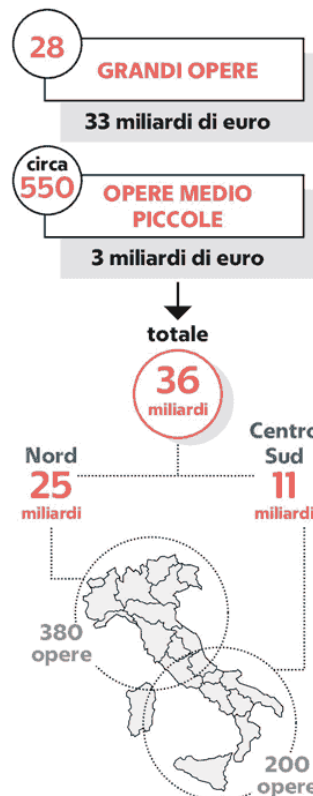 28
GRANDI OPERE
33 miliardi di euro
circa
550
OPERE MEDIO
PICCOLE
3 miliardi di euro
totale
36
miliardi
Nord
25
miliardi
Centro
Sud
11
miliardi
380
opere
200
opere